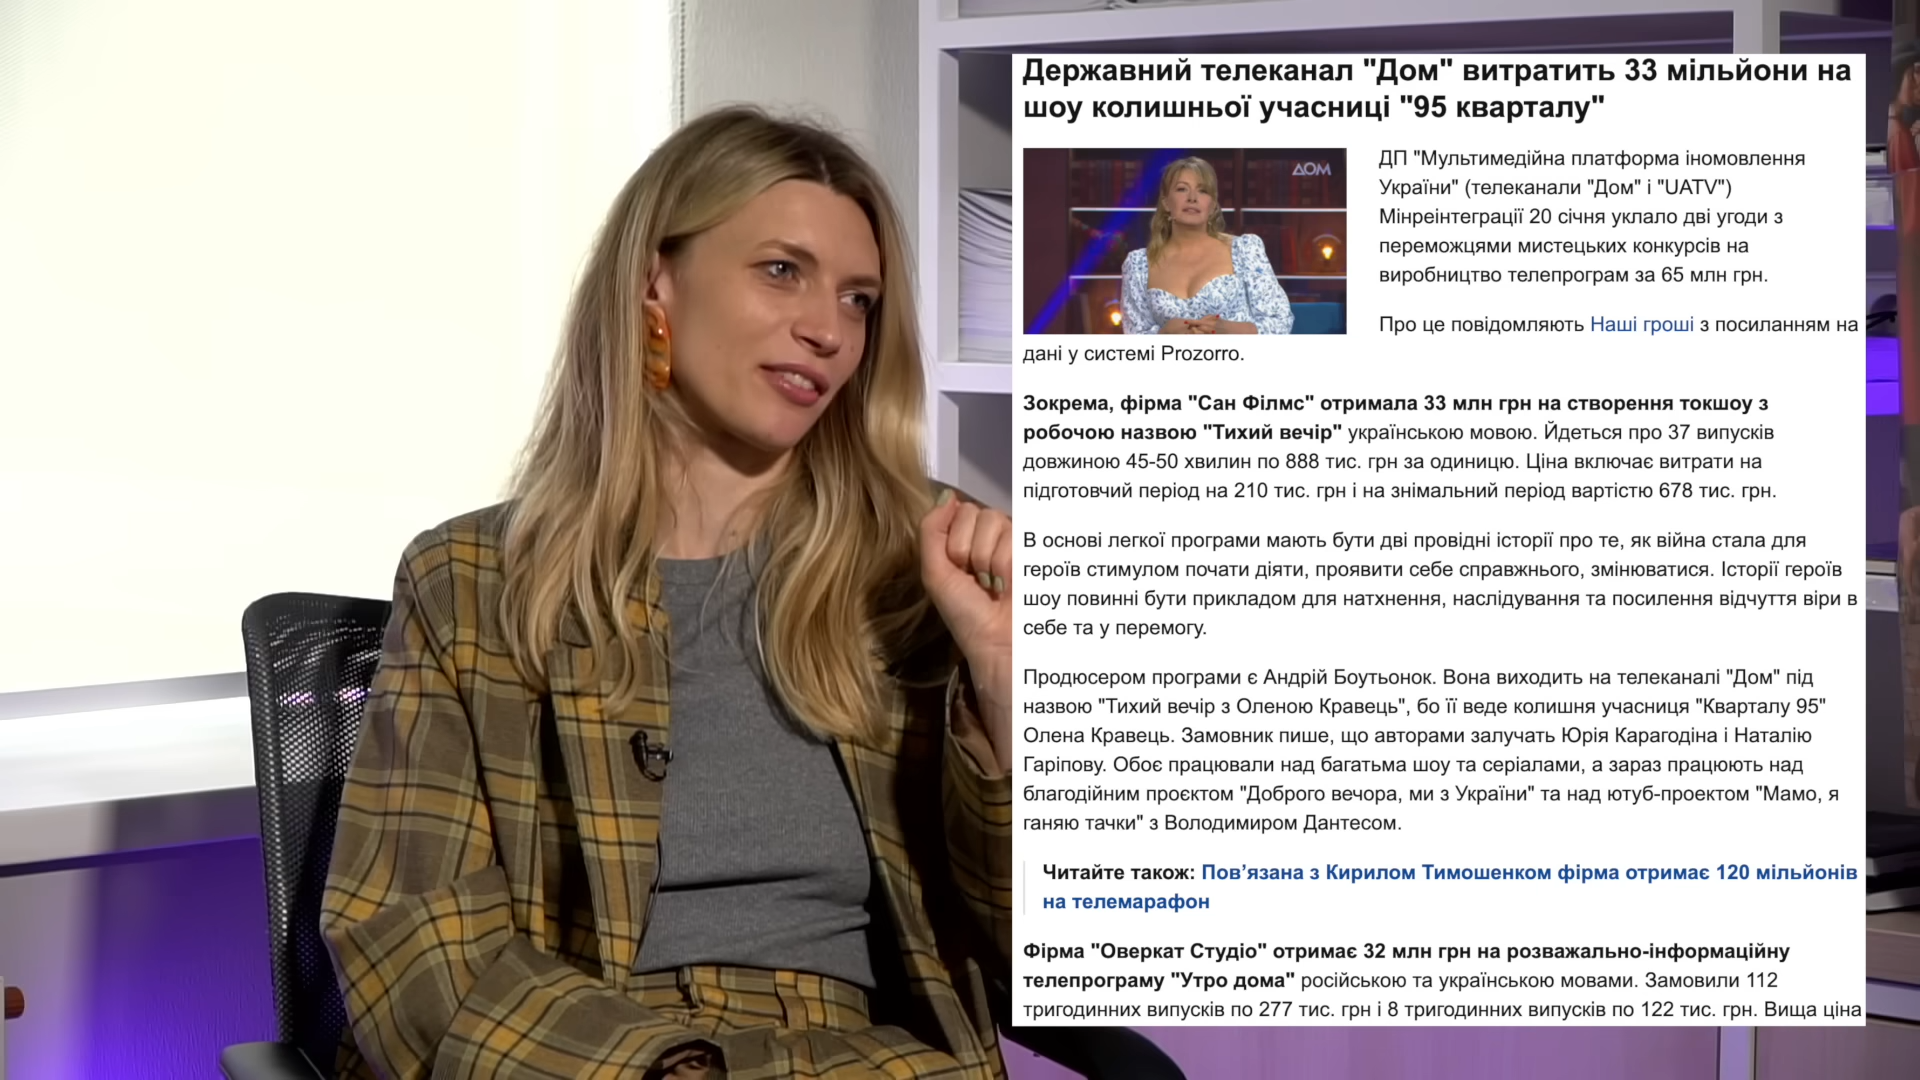 Державний телеканал "Дом" витратить 33 мільйони на
шоу колишньої учасниці "95 кварталу"
ДОМ
ДП "Мультимедійна платформа іномовлення
України" (телеканали "Дом" і "UATV")
Мінреінтеграції 20 січня уклало дві угоди з
переможцями мистецьких конкурсів на
виробництво телепрограм за 65 млн грн.
Про це повідомляють Наші гроші з посиланням на
дані у системі Prozorro.
Зокрема, фірма "Сан Філмс" отримала 33 млн грн на створення токшоу з
робочою назвою "Тихий вечір" українською мовою. Йдеться про 37 випусків
довжиною 45-50 хвилин по 888 тис. грн за одиницю. Ціна включає витрати на
підготовчий період на 210 тис. грн і на знімальний період вартістю 678 тис. грн.
В основі легкої програми мають бути дві провідні історії про те, як війна стала для
героїв стимулом почати діяти, проявити себе справжнього, змінюватися. Історії героїв
шоу повинні бути прикладом для натхнення, наслідування та посилення відчуття віри в
себе та у перемогу.
Продюсером програми є Андрій Боутьонок. Вона виходить на телеканалі "Дом" під
назвою "Тихий вечір з Оленою Кравець", бо її веде колишня учасниця "Кварталу 95"
Олена Кравець. Замовник пише, що авторами залучать Юрія Карагодіна і Наталію
Гаріпову. Обоє працювали над багатьма шоу та серіалами, а зараз працюють над
благодійним проєктом "Доброго вечора, ми з України" та над ютуб-проектом "Мамо, я
ганяю тачки" з Володимиром Дантесом.
Читайте також: Пов’язана з Кирилом Тимошенком фірма отримає 120 мільйонів
на телемарафон
Фірма "Оверкат Студіо" отримає 32 млн грн на розважально-інформаційну
телепрограму "Утро дома" російською та українською мовами. Замовили 112
тригодинних випусків по 277 тис. грн і 8 тригодинних випусків по 122 тис. грн. Вища ціна